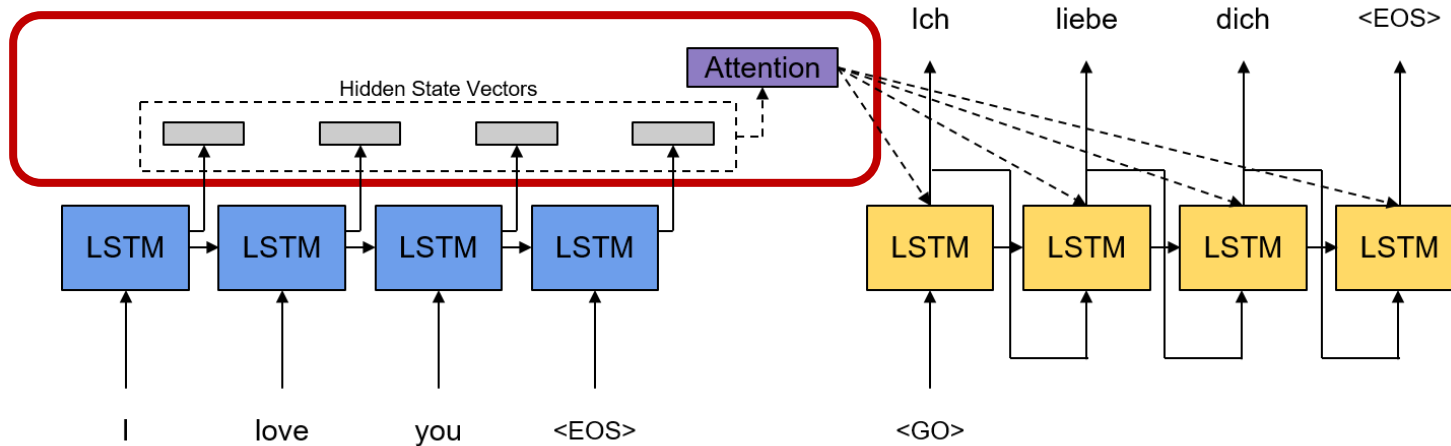 Ich liebe dich <EOS>
Attention
Hidden State Vectors
LSTM LSTM LSTM LSTM LSTM LSTM LSTM LSTM
I love you <EOS> <GO>